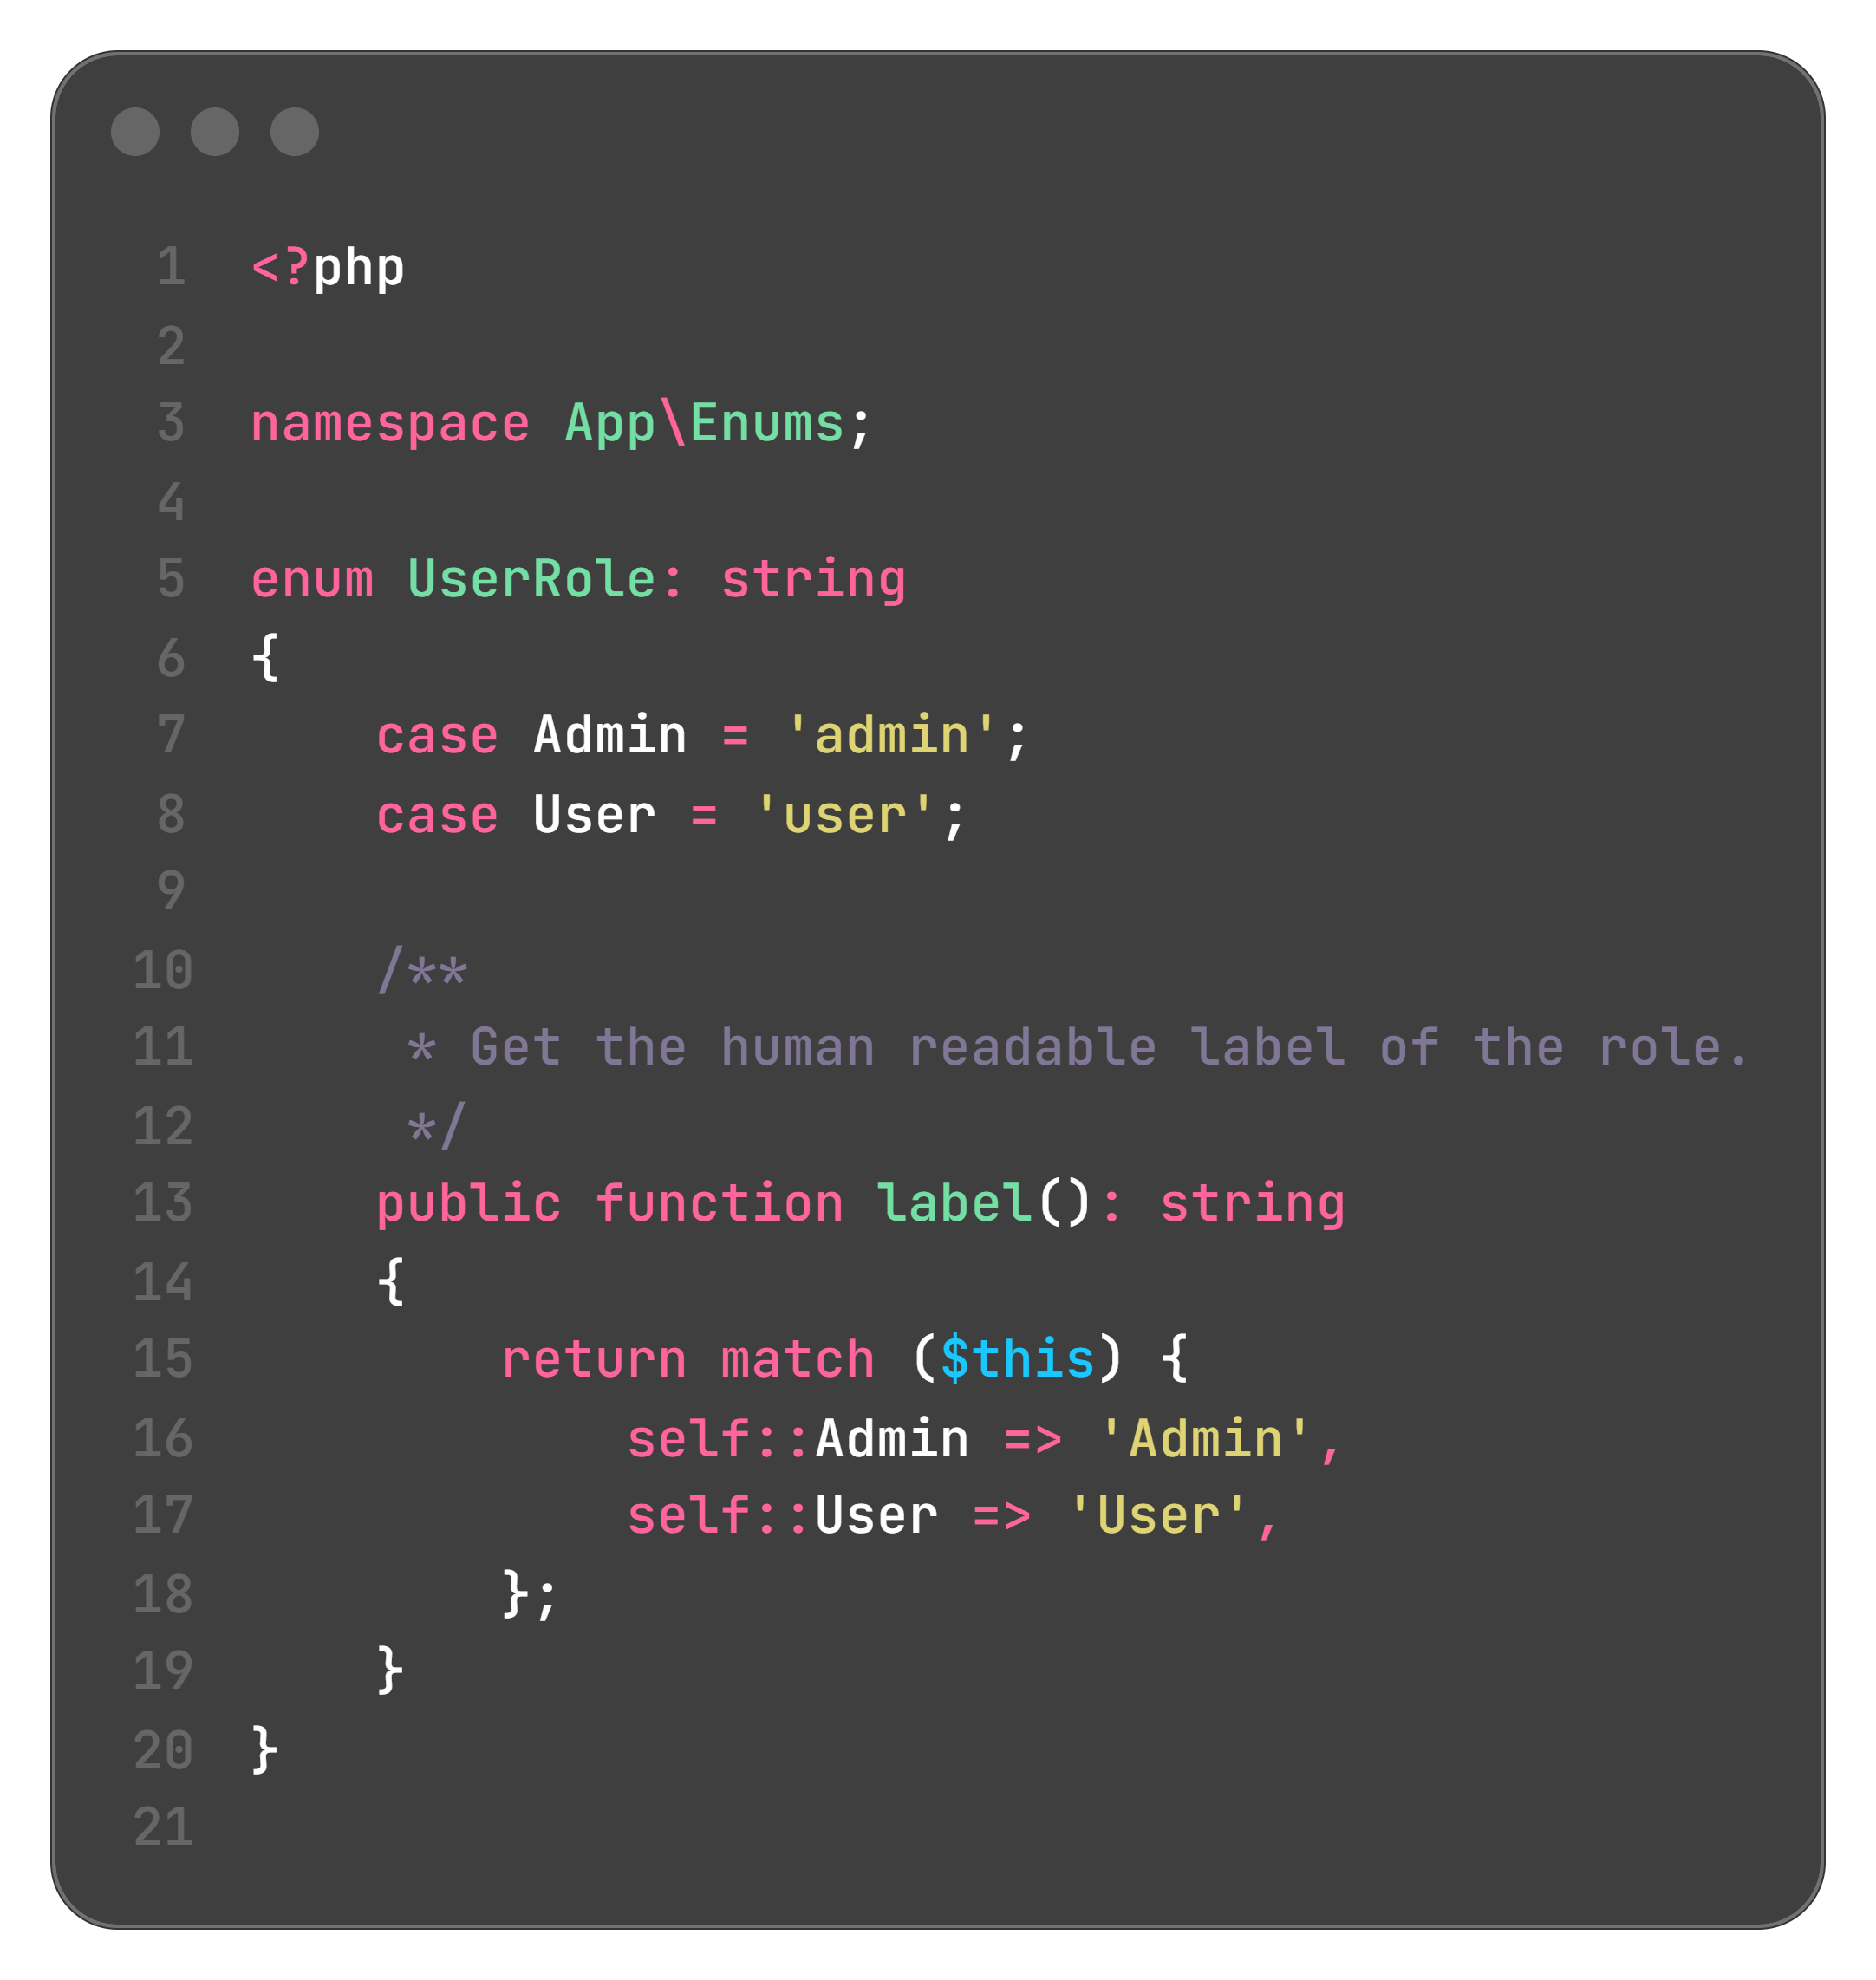 1 <?php
2
3 namespace App\Enums;
4
5 enum UserRole: string
6 {
7     case Admin = 'admin';
8     case User = 'user';
9
10     /**
11      * Get the human readable label of the role.
12      */
13     public function label(): string
14     {
15         return match ($this) {
16             self::Admin => 'Admin',
17             self::User => 'User',
18         };
19     }
20 }
21